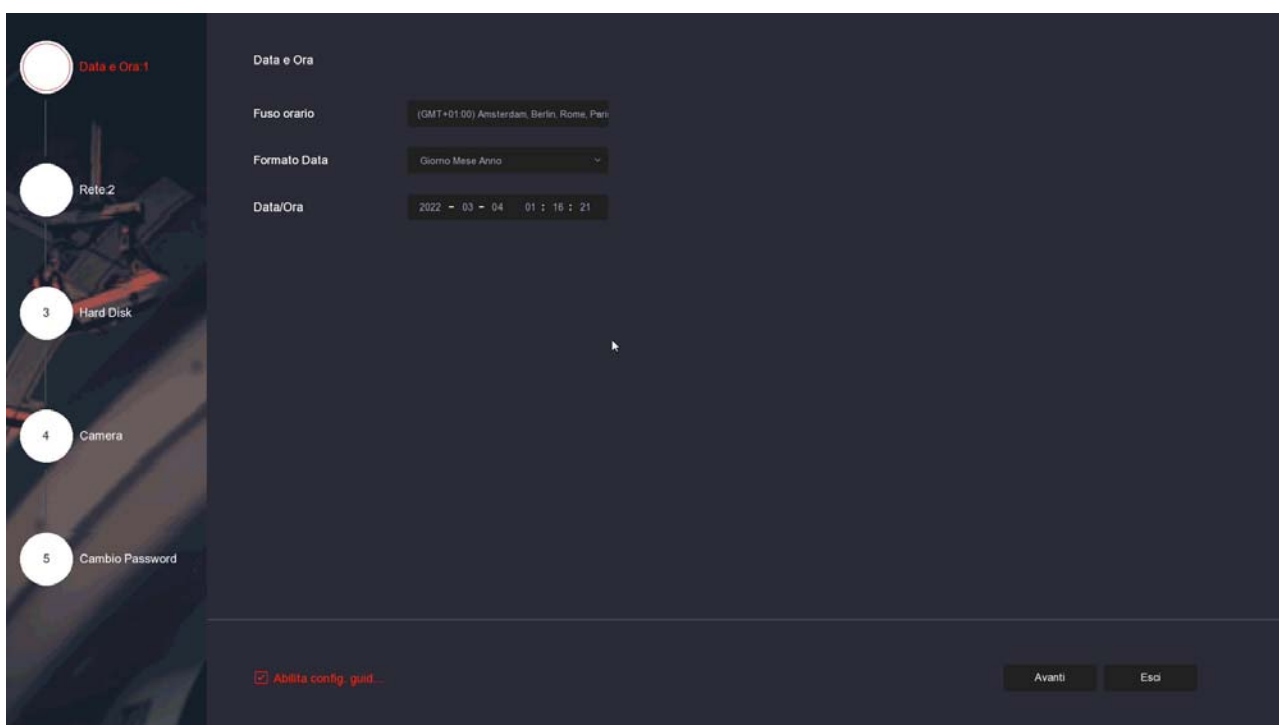 Data e Ora:1
Rete:2
3 Hard Disk
4 Camera
5 Cambio Password
Data e Ora
Fuso orario (GMT+01:00) Amsterdam, Berlin, Rome, Pari
Formato Data Giorno Mese Anno
Data/Ora 2022 - 03 - 04 01 : 16 : 21
Abilita config. guid...
Avanti Esci